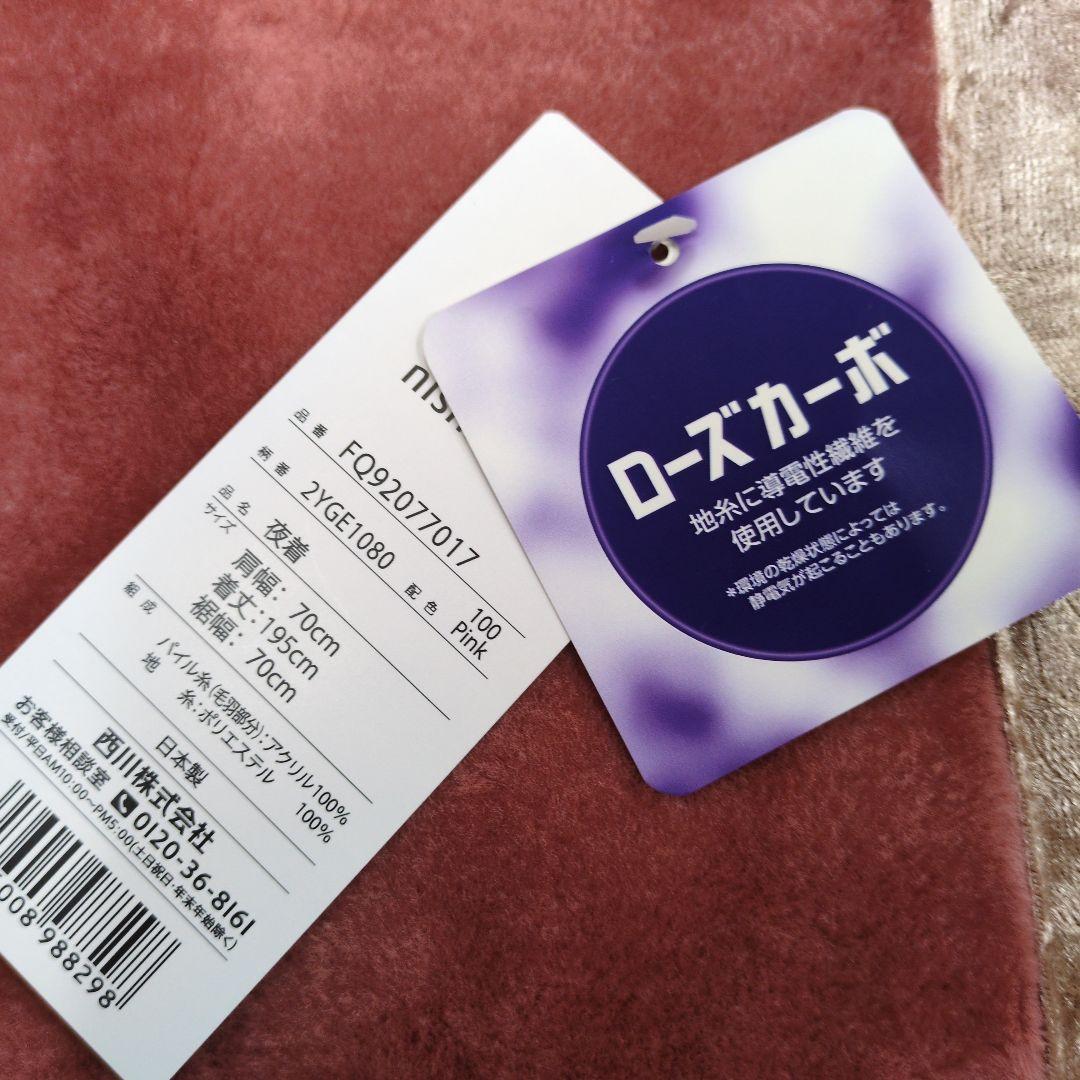 品番 FQ92077017
柄番 2YGE1080 配色 100
Pink
品名 夜着
サイズ 肩幅：70cm
着丈：195cm
裾幅：70cm
組成 パイル糸(毛羽部分)：アクリル100%
地糸：ポリエステル 100%
日本製
西川株式会社
お客様相談室 0120-36-8161
受付/平日AM10:00～PM5:00(土日祝日・年末年始除く)
008 988298
ローズカーボ
地糸に導電性繊維を
使用しています
*環境の乾燥状態によっては
静電気が起こることもあります。